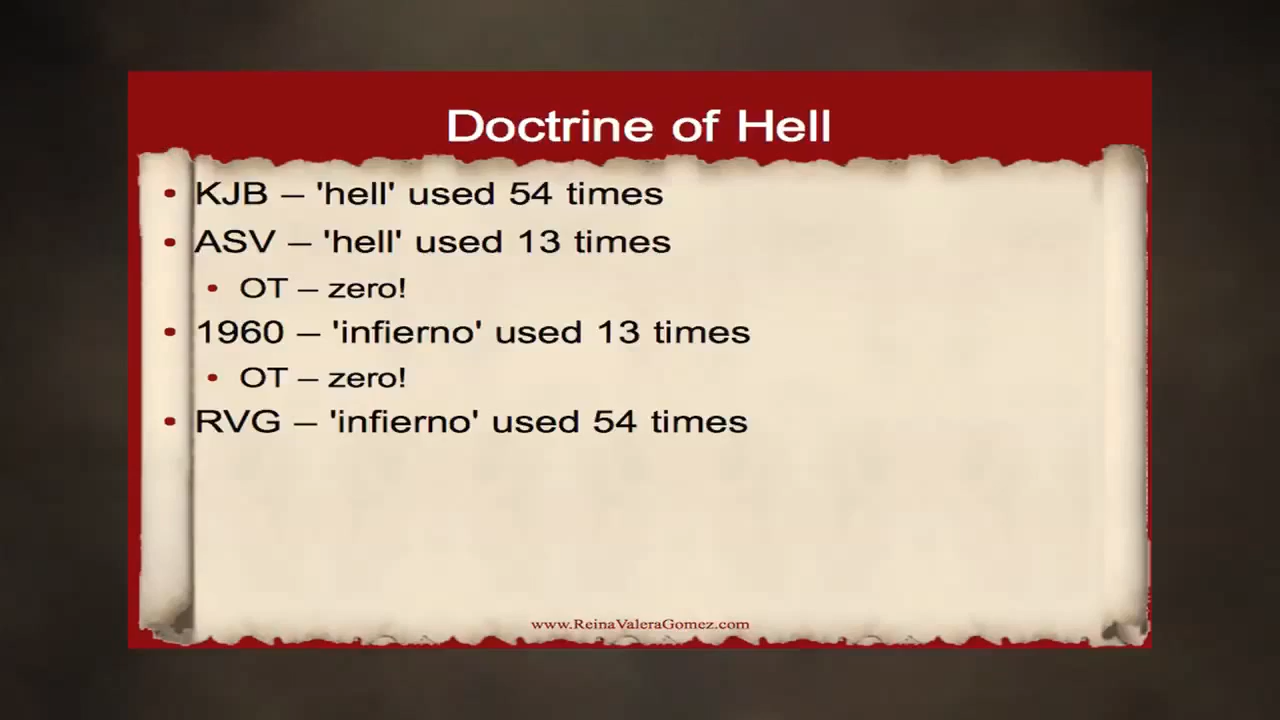 Doctrine of Hell
• KJB – 'hell' used 54 times
• ASV – 'hell' used 13 times
• OT – zero!
• 1960 – 'infierno' used 13 times
• OT – zero!
• RVG – 'infierno' used 54 times
www.ReinaValeraGomez.com